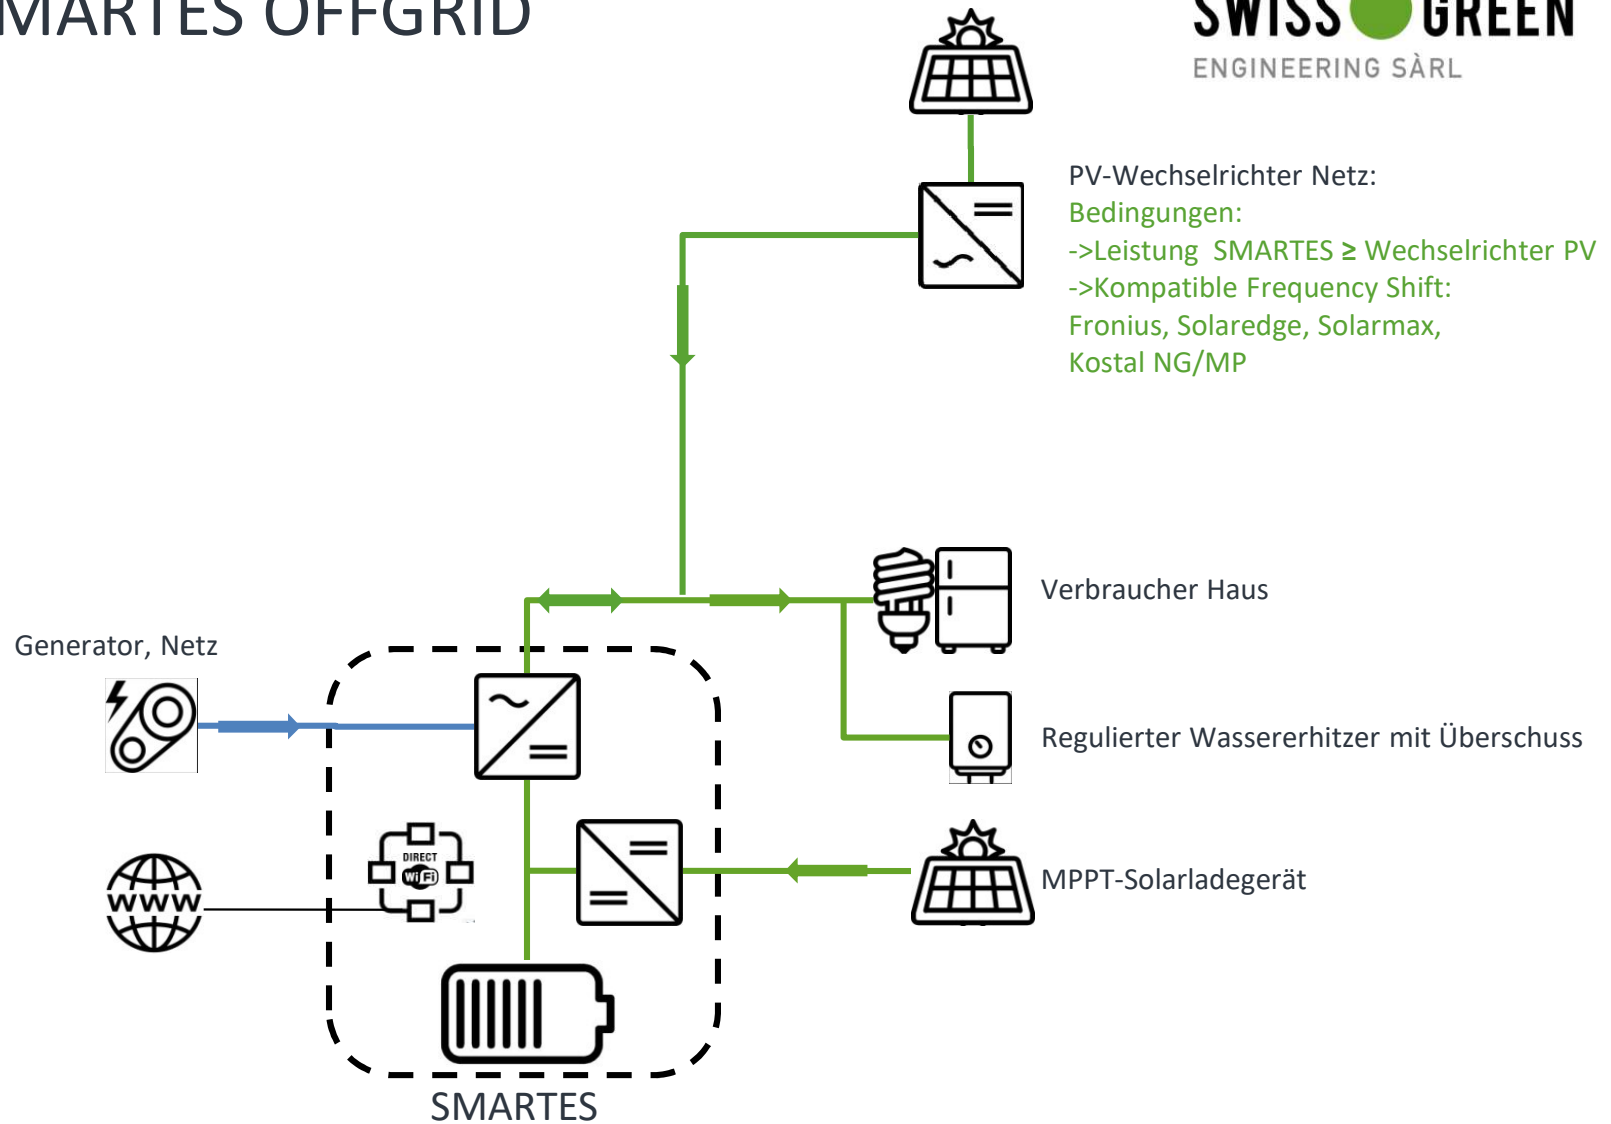 MARTES OFFGRID
SWISS GREEN
ENGINEERING SÀRL
PV-Wechselrichter Netz:
Bedingungen:
->Leistung SMARTES ≥ Wechselrichter PV
->Kompatible Frequency Shift:
Fronius, Solaredge, Solarmax,
Kostal NG/MP
Verbraucher Haus
Generator, Netz
Regulierter Wassererhitzer mit Überschuss
DIRECT
WiFi
WWW
MPPT-Solarladegerät
SMARTES